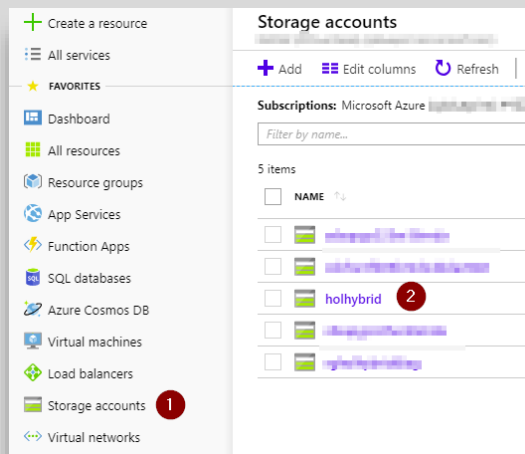 Create a resource
All services
FAVORITES
Dashboard
All resources
Resource groups
App Services
Function Apps
SQL databases
Azure Cosmos DB
Virtual machines
Load balancers
Storage accounts 1
Virtual networks
Storage accounts
Add Edit columns Refresh
Subscriptions: Microsoft Azure
Filter by name...
5 items
NAME
holhybrid 2